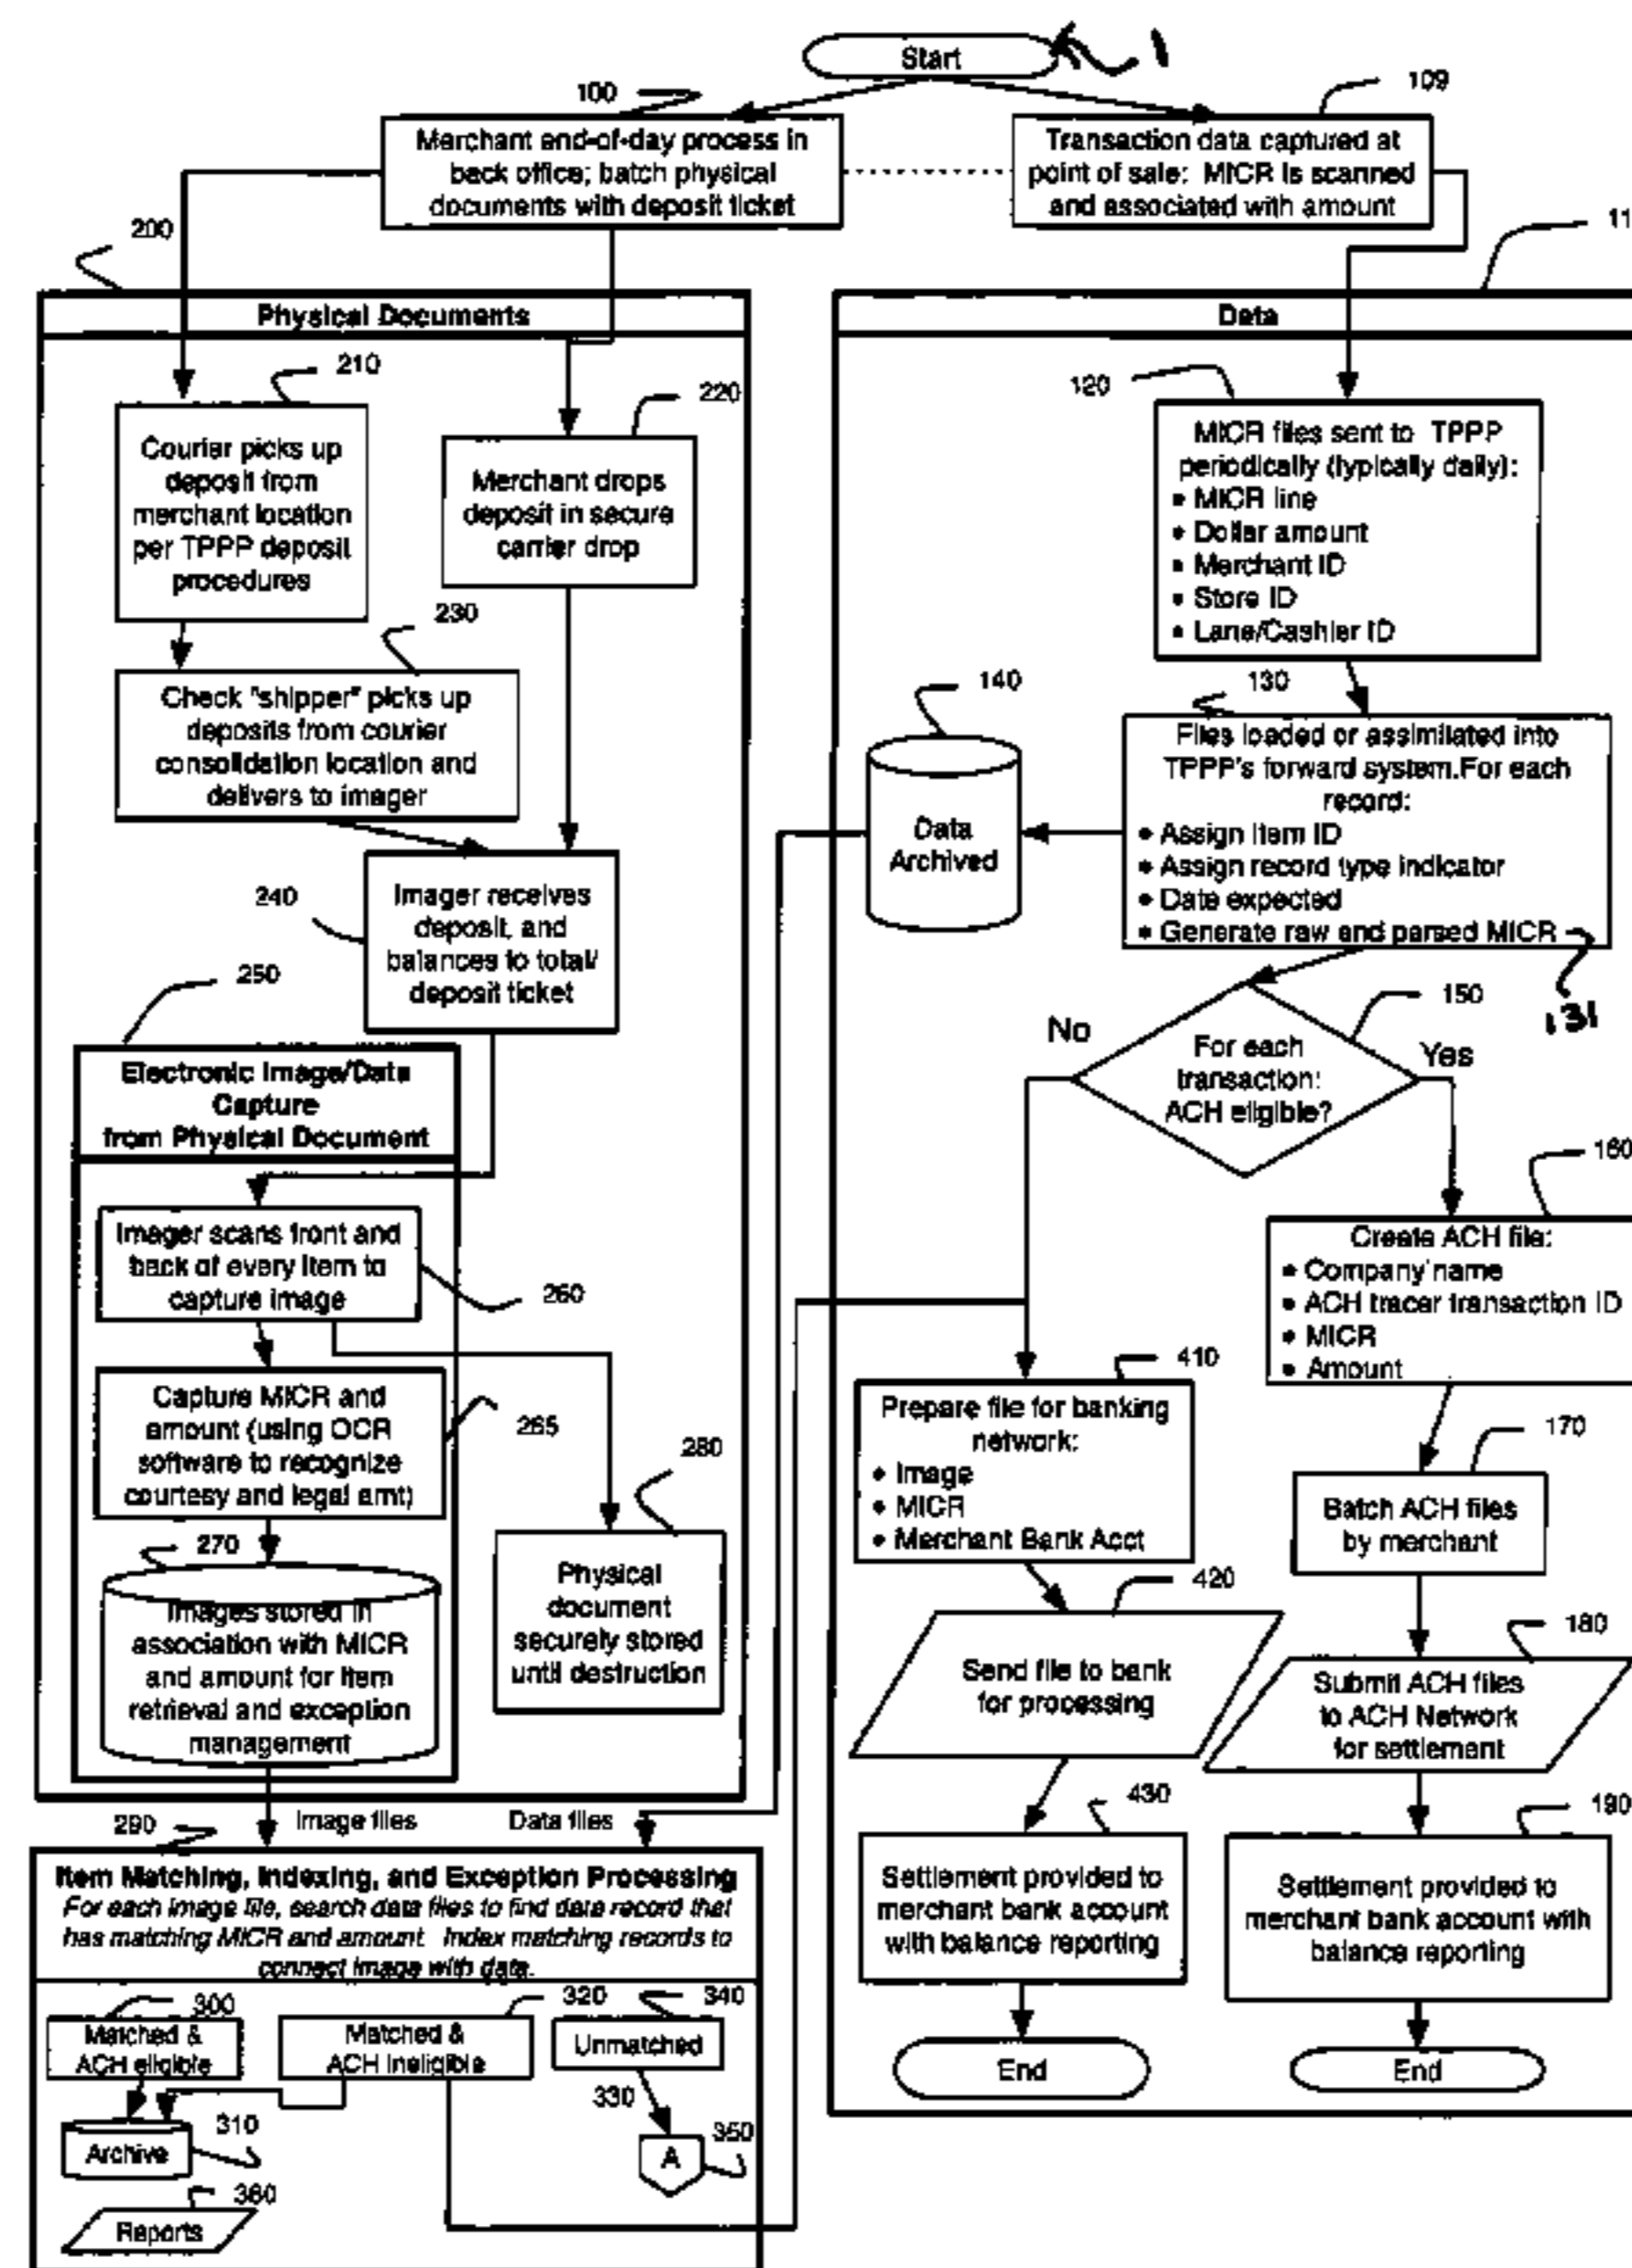 Start
1
100
109
Merchant end-of-day process in
back office; batch physical
documents with deposit ticket
Transaction data captured at
point of sale: MICR is scanned
and associated with amount
200
11
Physical Documents
210
Courier picks up
deposit from
merchant location
per TPPP deposit
procedures
220
Merchant drops
deposit in secure
carrier drop
230
Check "shipper" picks up
deposits from courier
consolidation location and
delivers to imager
240
Imager receives
deposit, and
balances to total/
deposit ticket
250
Electronic Image/Data
Capture
from Physical Document
Imager scans front and
back of every item to
capture image
260
Capture MICR and
amount (using OCR
software to recognize
courtesy and legal amt)
265
280
Physical
document
securely stored
until destruction
270
Images stored in
association with MICR
and amount for item
retrieval and exception
management
Data
120
MICR files sent to TPPP
periodically (typically daily):
• MICR line
• Dollar amount
• Merchant ID
• Store ID
• Lane/Cashier ID
130
Files loaded or assimilated into
TPPP's forward system.For each
record:
• Assign Item ID
• Assign record type indicator
• Date expected
• Generate raw and parsed MICR
131
140
Data
Archived
150
No
For each
transaction:
ACH eligible?
Yes
160
Create ACH file:
• Company name
• ACH tracer transaction ID
• MICR
• Amount
410
Prepare file for banking
network:
• Image
• MICR
• Merchant Bank Acct
170
Batch ACH files
by merchant
420
Send file to bank
for processing
180
Submit ACH files
to ACH Network
for settlement
430
Settlement provided to
merchant bank account
with balance reporting
190
Settlement provided to
merchant bank account with
balance reporting
End
End
290
Image files
Data files
Item Matching, Indexing, and Exception Processing
For each image file, search data files to find data record that
has matching MICR and amount. Index matching records to
connect image with data.
300
Matched &
ACH eligible
320
Matched &
ACH Ineligible
340
Unmatched
330
310
Archive
A
350
360
Reports